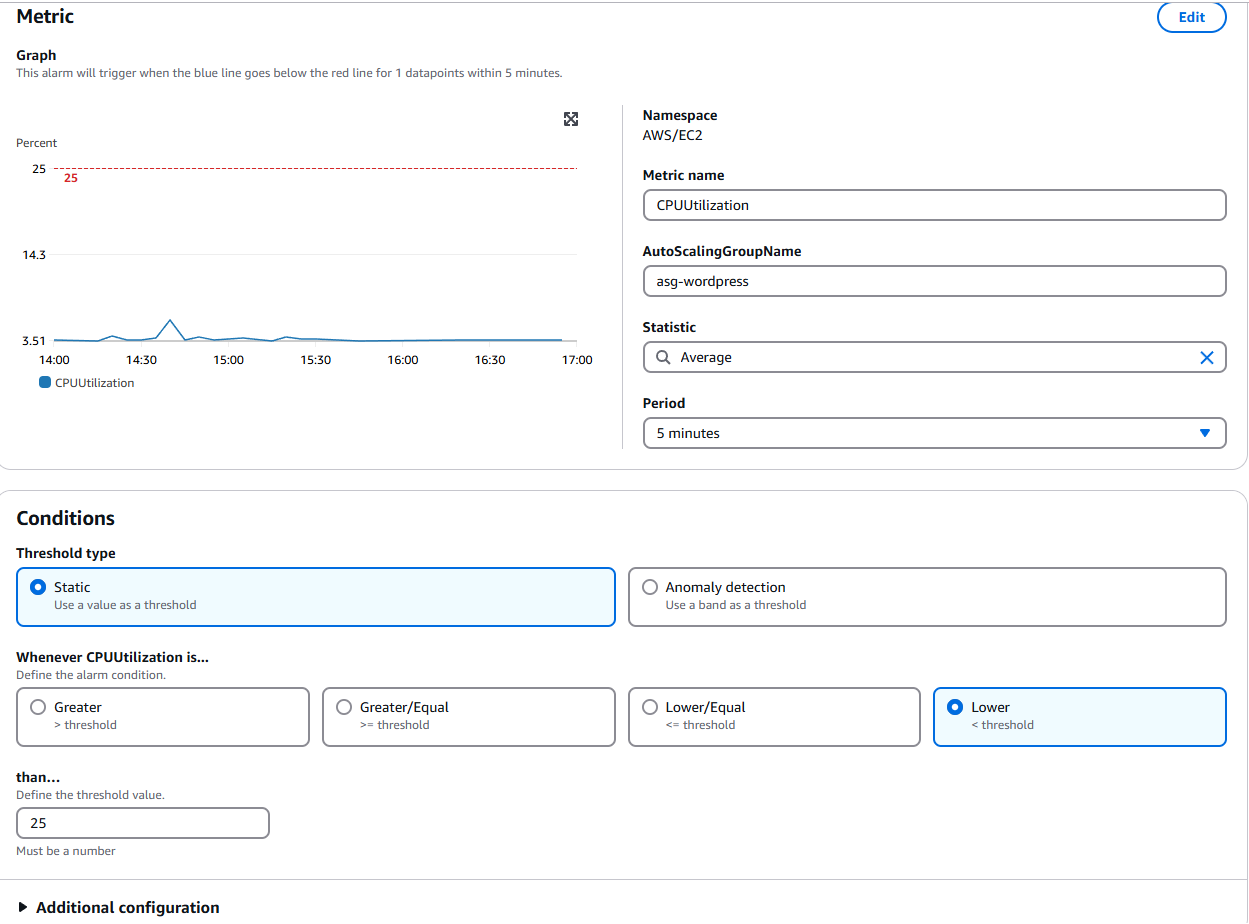 Metric
Edit
Graph
This alarm will trigger when the blue line goes below the red line for 1 datapoints within 5 minutes.
Percent
25
25
14.3
3.51
14:00 14:30 15:00 15:30 16:00 16:30 17:00
CPUUtilization
Namespace
AWS/EC2
Metric name
CPUUtilization
AutoScalingGroupName
asg-wordpress
Statistic
Average
Period
5 minutes
Conditions
Threshold type
Static
Use a value as a threshold
Anomaly detection
Use a band as a threshold
Whenever CPUUtilization is...
Define the alarm condition.
Greater
> threshold
Greater/Equal
>= threshold
Lower/Equal
<= threshold
Lower
< threshold
than...
Define the threshold value.
25
Must be a number
Additional configuration